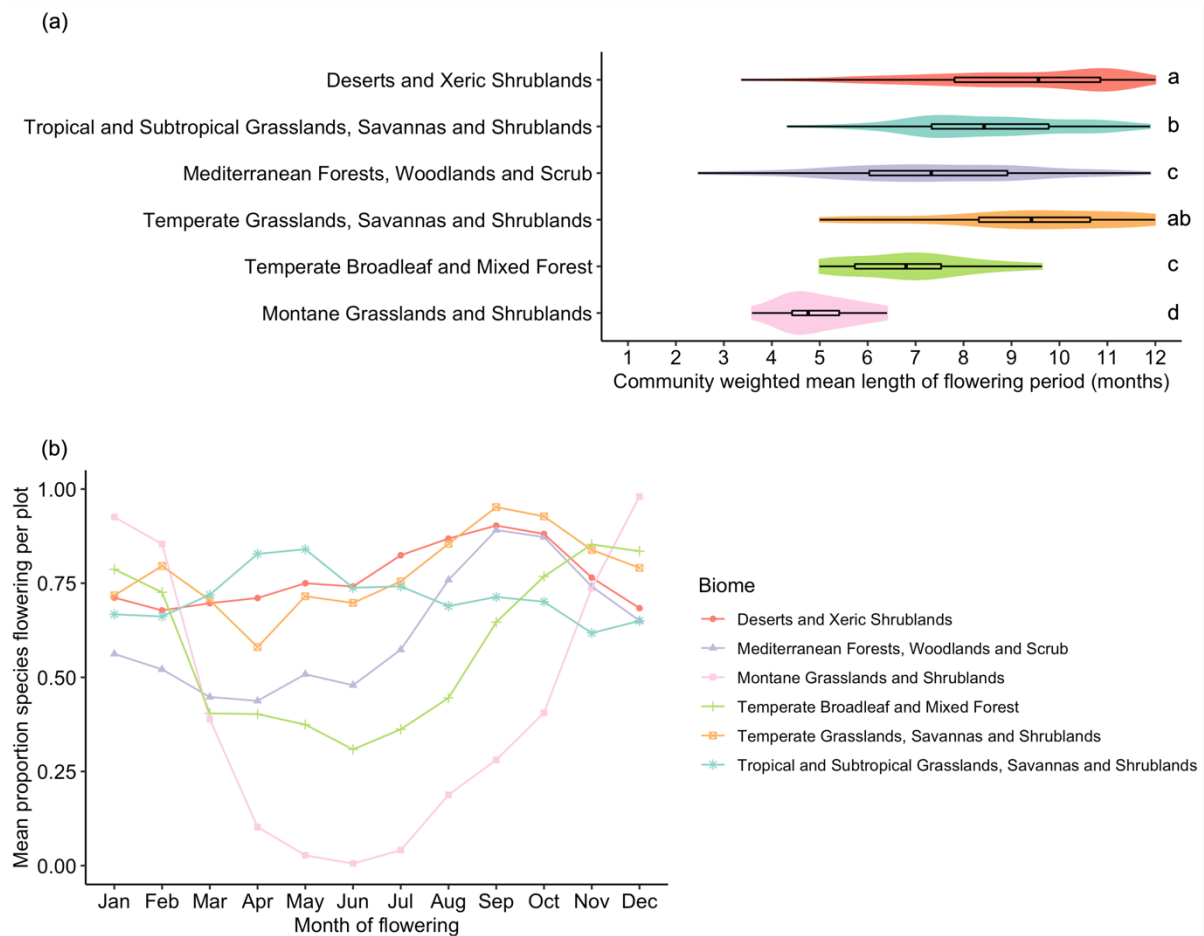 (a)
Deserts and Xeric Shrublands
a
Tropical and Subtropical Grasslands, Savannas and Shrublands
b
Mediterranean Forests, Woodlands and Scrub
c
Temperate Grasslands, Savannas and Shrublands
ab
Temperate Broadleaf and Mixed Forest
c
Montane Grasslands and Shrublands
d
1 2 3 4 5 6 7 8 9 10 11 12
Community weighted mean length of flowering period (months)
(b)
Mean proportion species flowering per plot
1.00
0.75
0.50
0.25
0.00
Jan Feb Mar Apr May Jun Jul Aug Sep Oct Nov Dec
Month of flowering
Biome
Deserts and Xeric Shrublands
Mediterranean Forests, Woodlands and Scrub
Montane Grasslands and Shrublands
Temperate Broadleaf and Mixed Forest
Temperate Grasslands, Savannas and Shrublands
Tropical and Subtropical Grasslands, Savannas and Shrublands